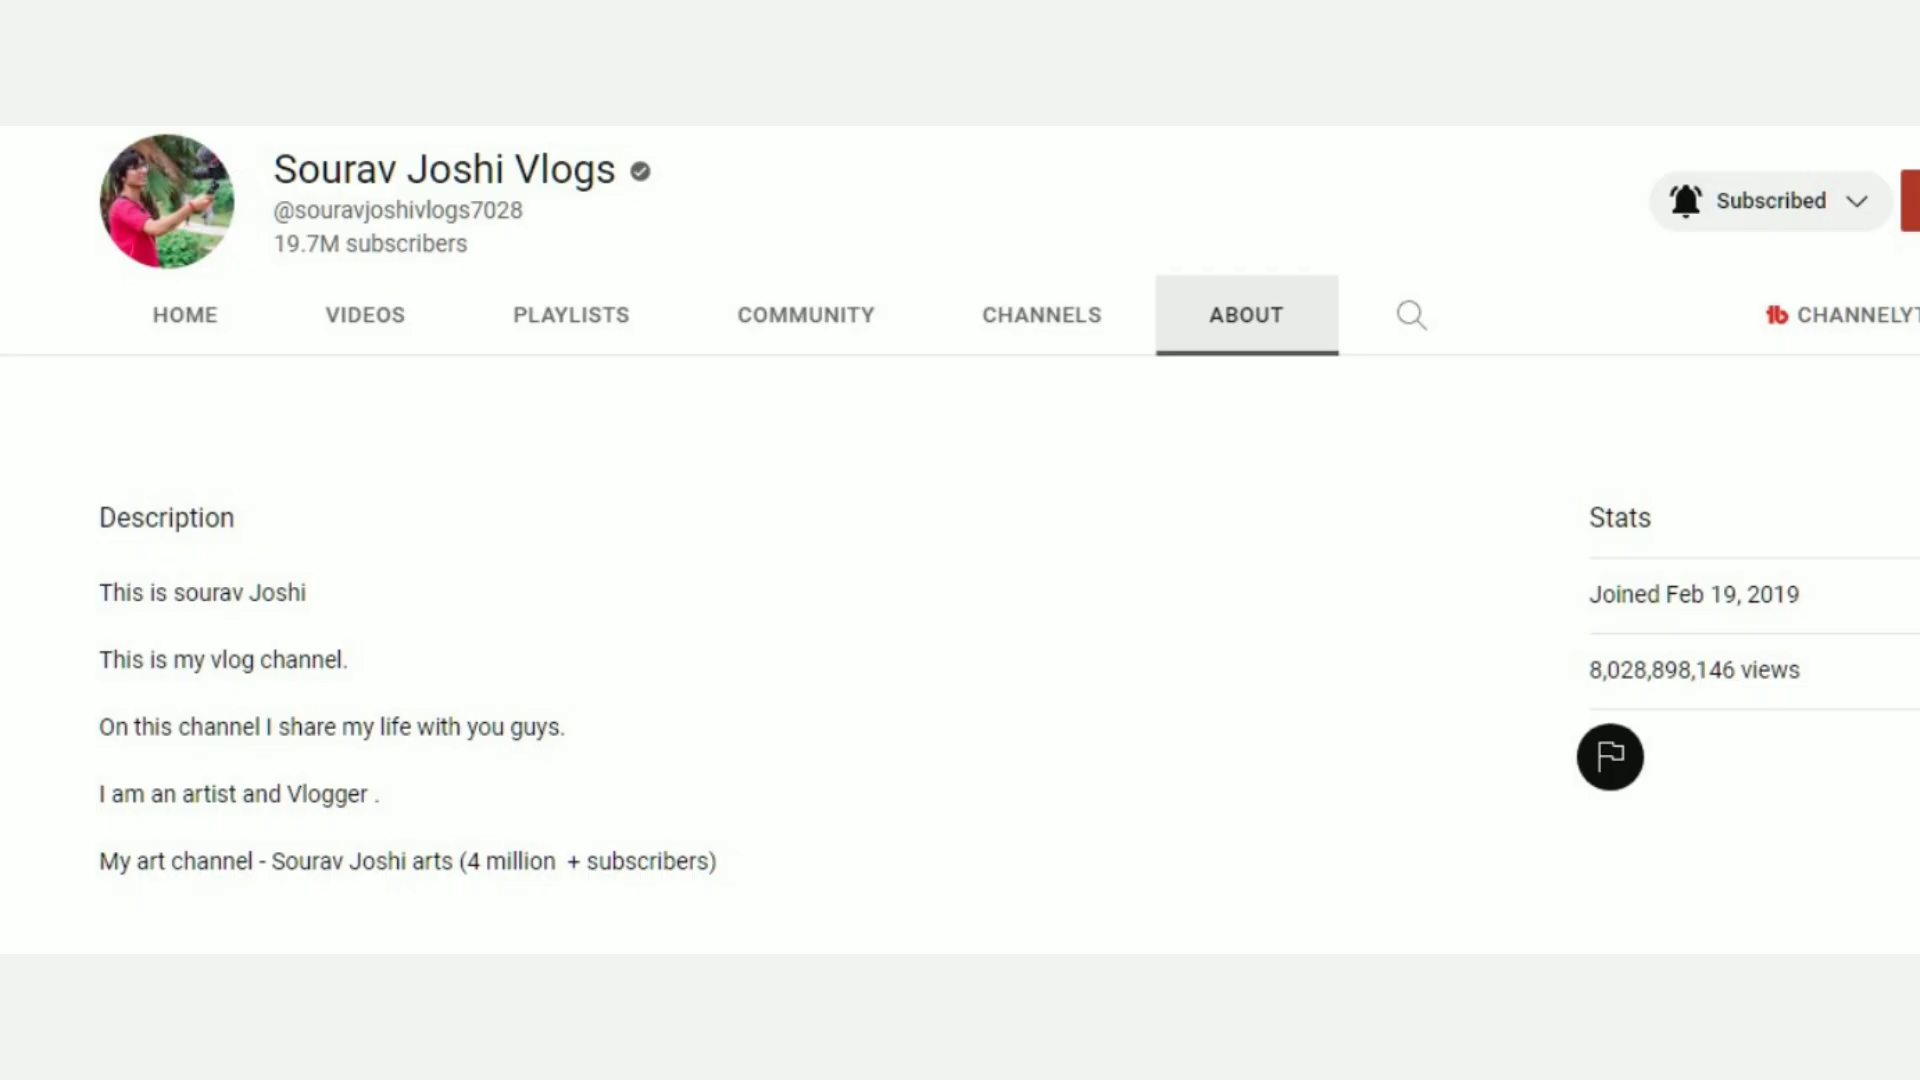 Sourav Joshi Vlogs
@souravjoshivlogs7028
19.7M subscribers
Subscribed
HOME VIDEOS PLAYLISTS COMMUNITY CHANNELS ABOUT
CHANNELYT
Description
This is sourav Joshi
This is my vlog channel.
On this channel I share my life with you guys.
I am an artist and Vlogger .
My art channel - Sourav Joshi arts (4 million + subscribers)
Stats
Joined Feb 19, 2019
8,028,898,146 views